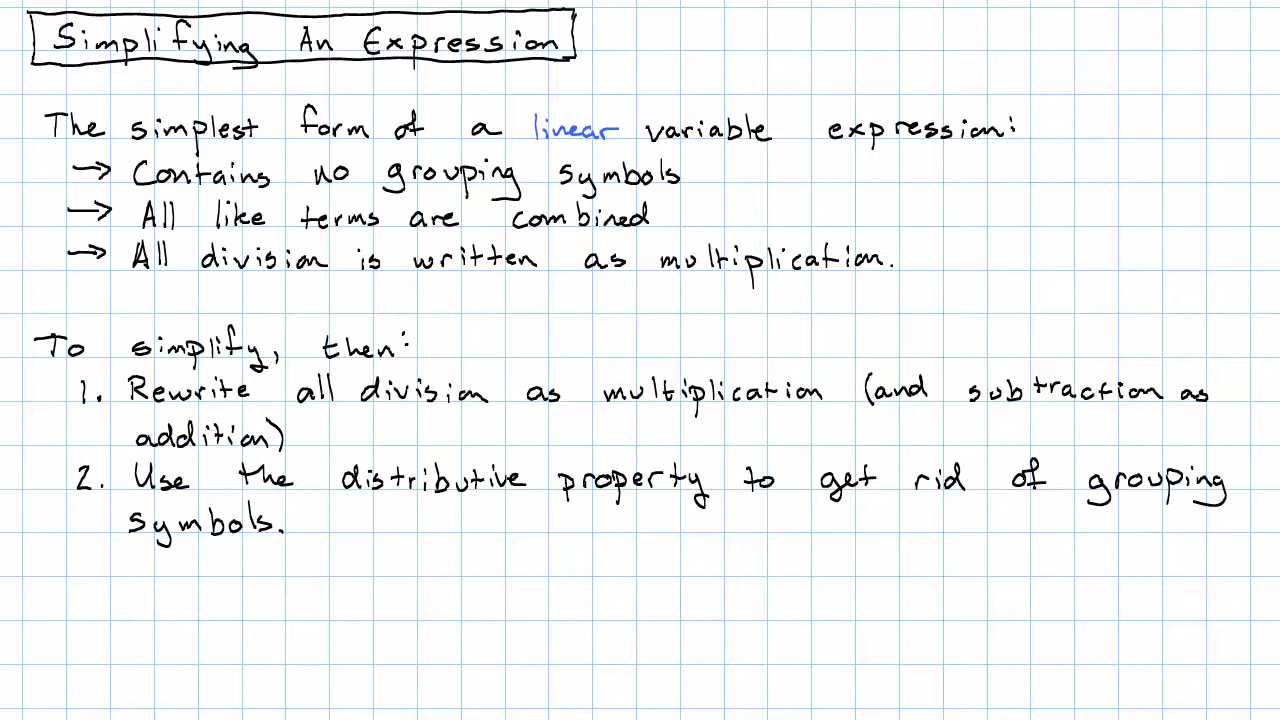 Simplifying An Expression
The simplest form of a linear variable expression:
→ Contains no grouping symbols
→ All like terms are combined
→ All division is written as multiplication.
To simplify, then:
1. Rewrite all division as multiplication (and subtraction as
addition)
2. Use the distributive property to get rid of grouping
symbols.